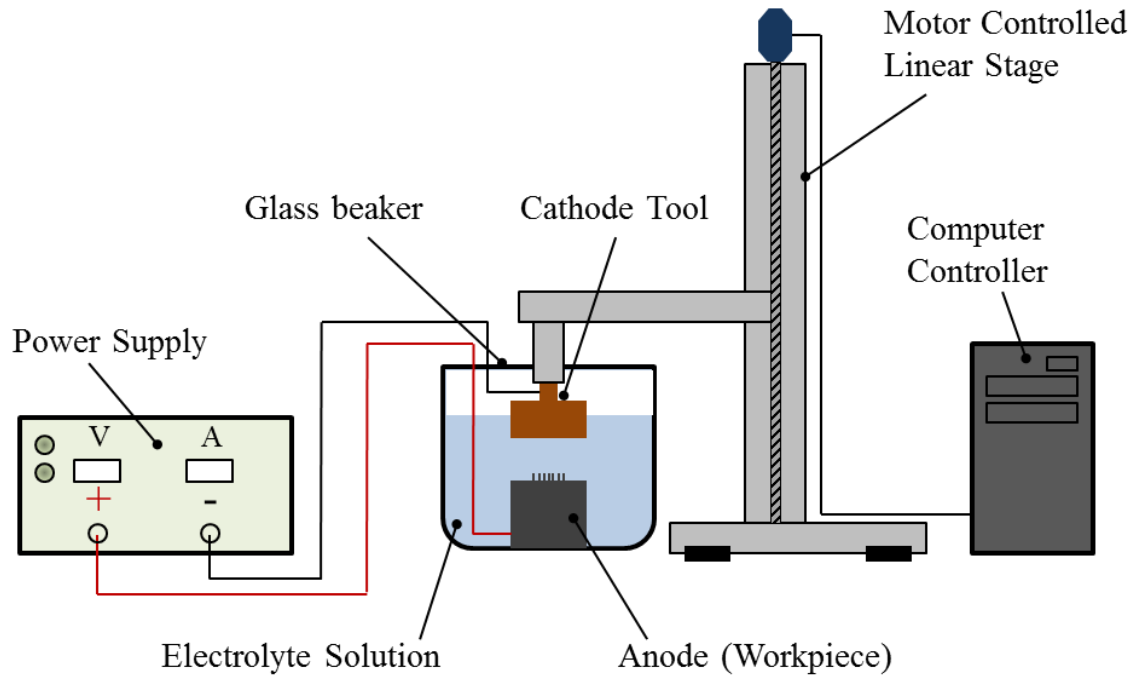 Motor Controlled
Linear Stage
Glass beaker
Cathode Tool
Computer
Controller
Power Supply
V
A
+
-
Electrolyte Solution
Anode (Workpiece)